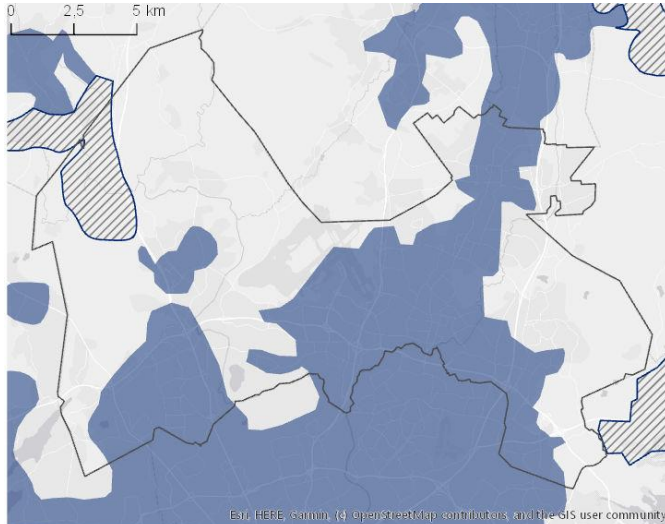 0 2,5 5 km
Esri, HERE, Garmin, (c) OpenStreetMap contributors, and the GIS user community